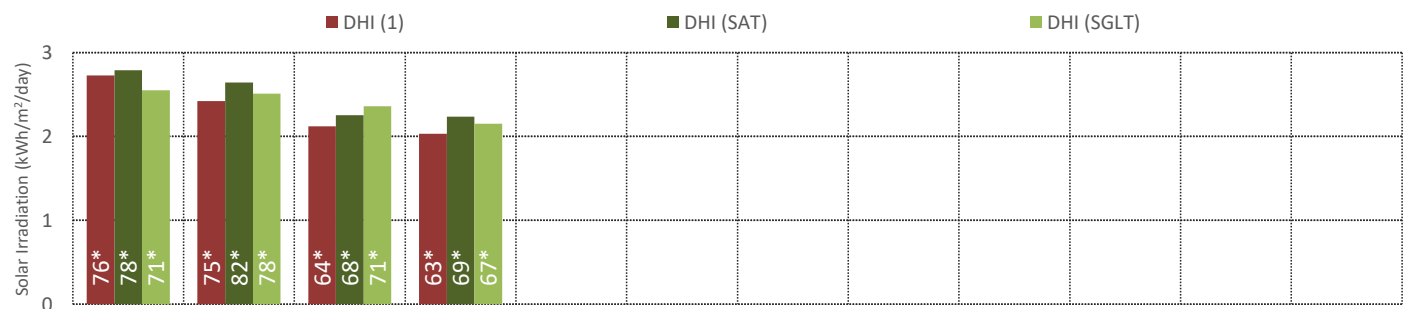 DHI (1) DHI (SAT) DHI (SGLT)
Solar Irradiation (kWh/m²/day)
3
2
1
0
76* 78* 71* 75* 82* 78* 64* 68* 71* 63* 69* 67*